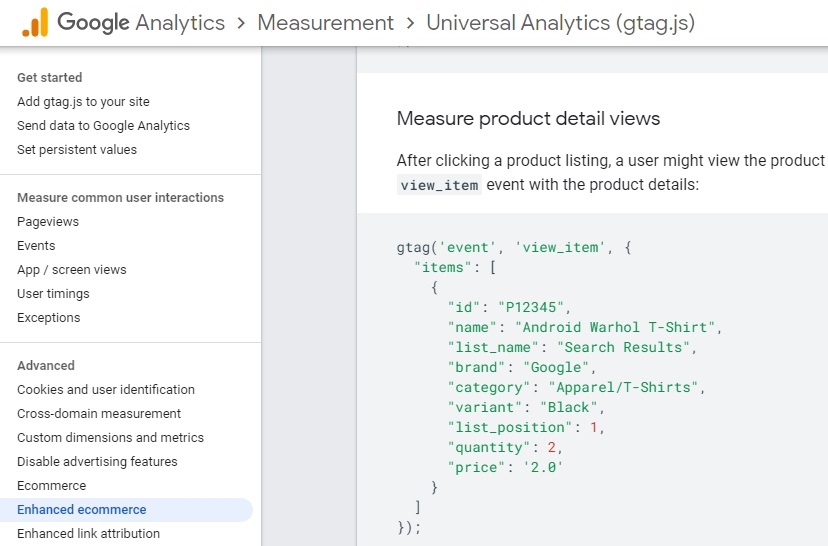 Google Analytics > Measurement > Universal Analytics (gtag.js)
Get started
Add gtag.js to your site
Send data to Google Analytics
Set persistent values
Measure common user interactions
Pageviews
Events
App / screen views
User timings
Exceptions
Advanced
Cookies and user identification
Cross-domain measurement
Custom dimensions and metrics
Disable advertising features
Ecommerce
Enhanced ecommerce
Enhanced link attribution
Measure product detail views
After clicking a product listing, a user might view the product
view_item event with the product details:
gtag('event', 'view_item', {
"items": [
{
"id": "P12345",
"name": "Android Warhol T-Shirt",
"list_name": "Search Results",
"brand": "Google",
"category": "Apparel/T-Shirts",
"variant": "Black",
"list_position": 1,
"quantity": 2,
"price": '2.0'
}
]
});